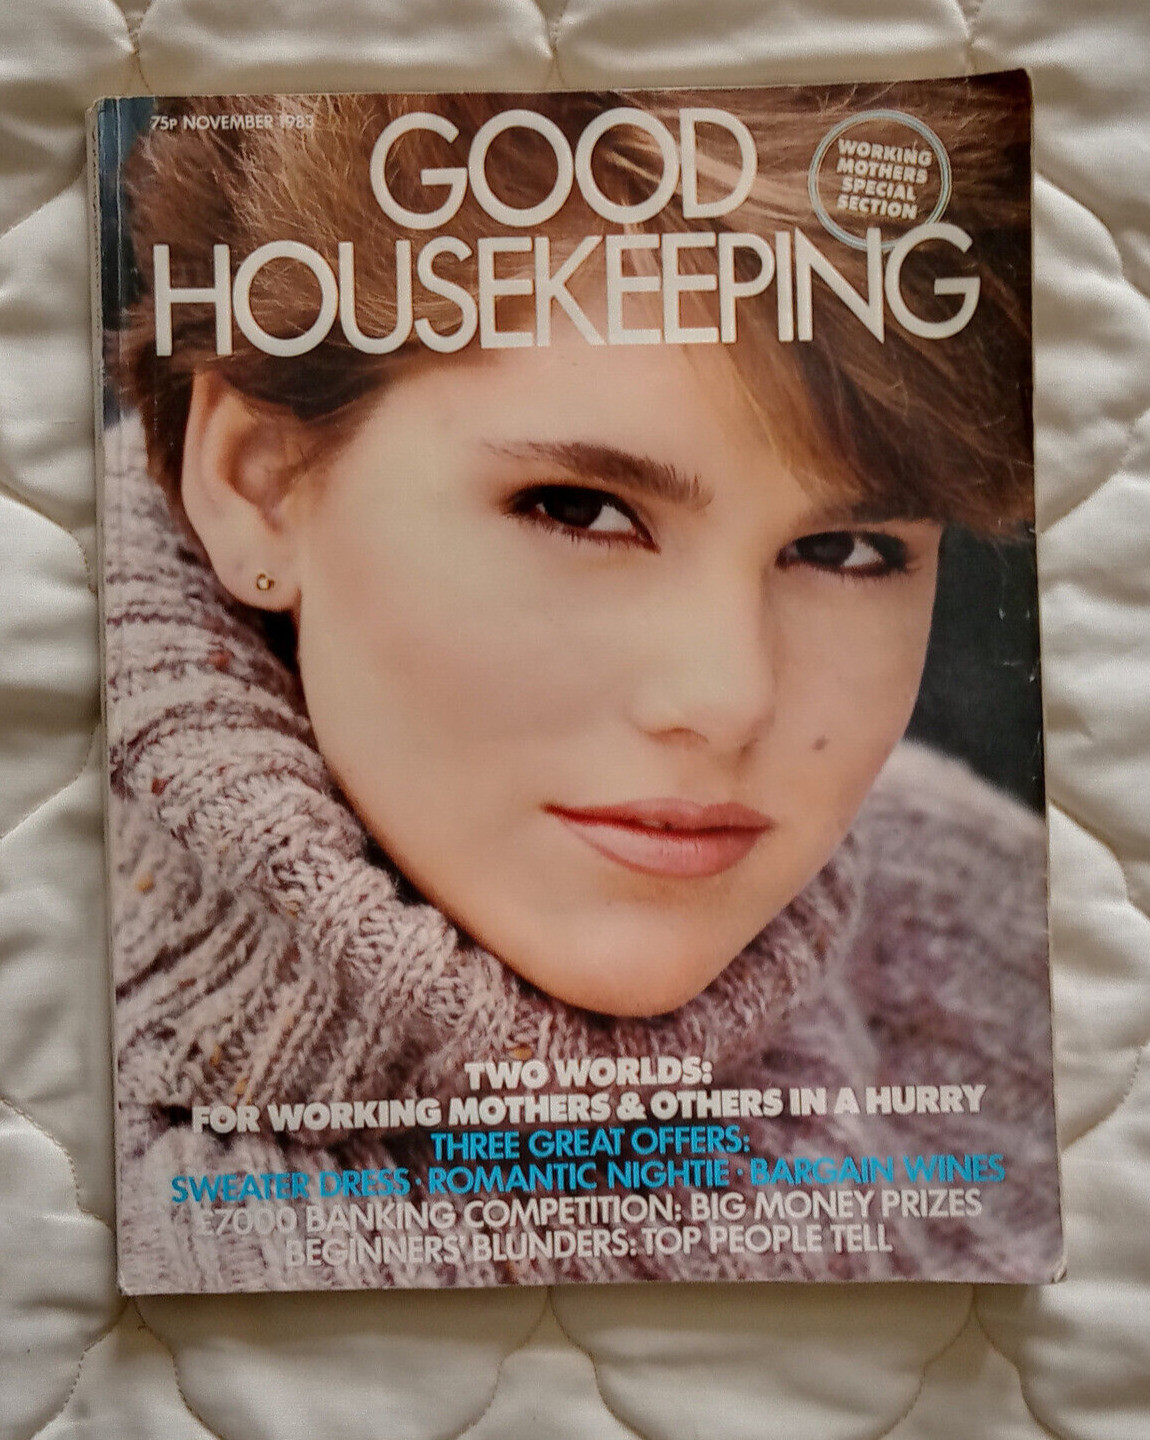 75P NOVEMBER 1983
GOOD
HOUSEKEEPING
WORKING
MOTHERS
SPECIAL
SECTION
TWO WORLDS:
FOR WORKING MOTHERS & OTHERS IN A HURRY
THREE GREAT OFFERS:
SWEATER DRESS · ROMANTIC NIGHTIE · BARGAIN WINES
£7000 BANKING COMPETITION: BIG MONEY PRIZES
BEGINNERS' BLUNDERS: TOP PEOPLE TELL